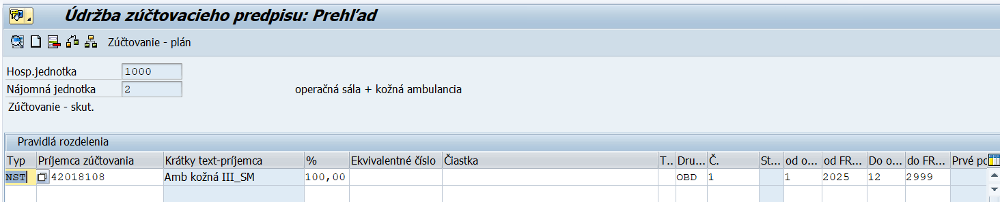 Údržba zúčtovacieho predpisu: Prehľad
Zúčtovanie - plán
Hosp.jednotka 1000
Nájomná jednotka 2 operačná sála + kožná ambulancia
Zúčtovanie - skut.
Pravidlá rozdelenia
Typ Príjemca zúčtovania Krátky text-príjemca % Ekvivalentné číslo Čiastka T.. Dru... Č. St... od o... od FR... Do o... do FR... Prvé po
NST 42018108 Amb kožná III_SM 100,00 OBD 1 1 2025 12 2999